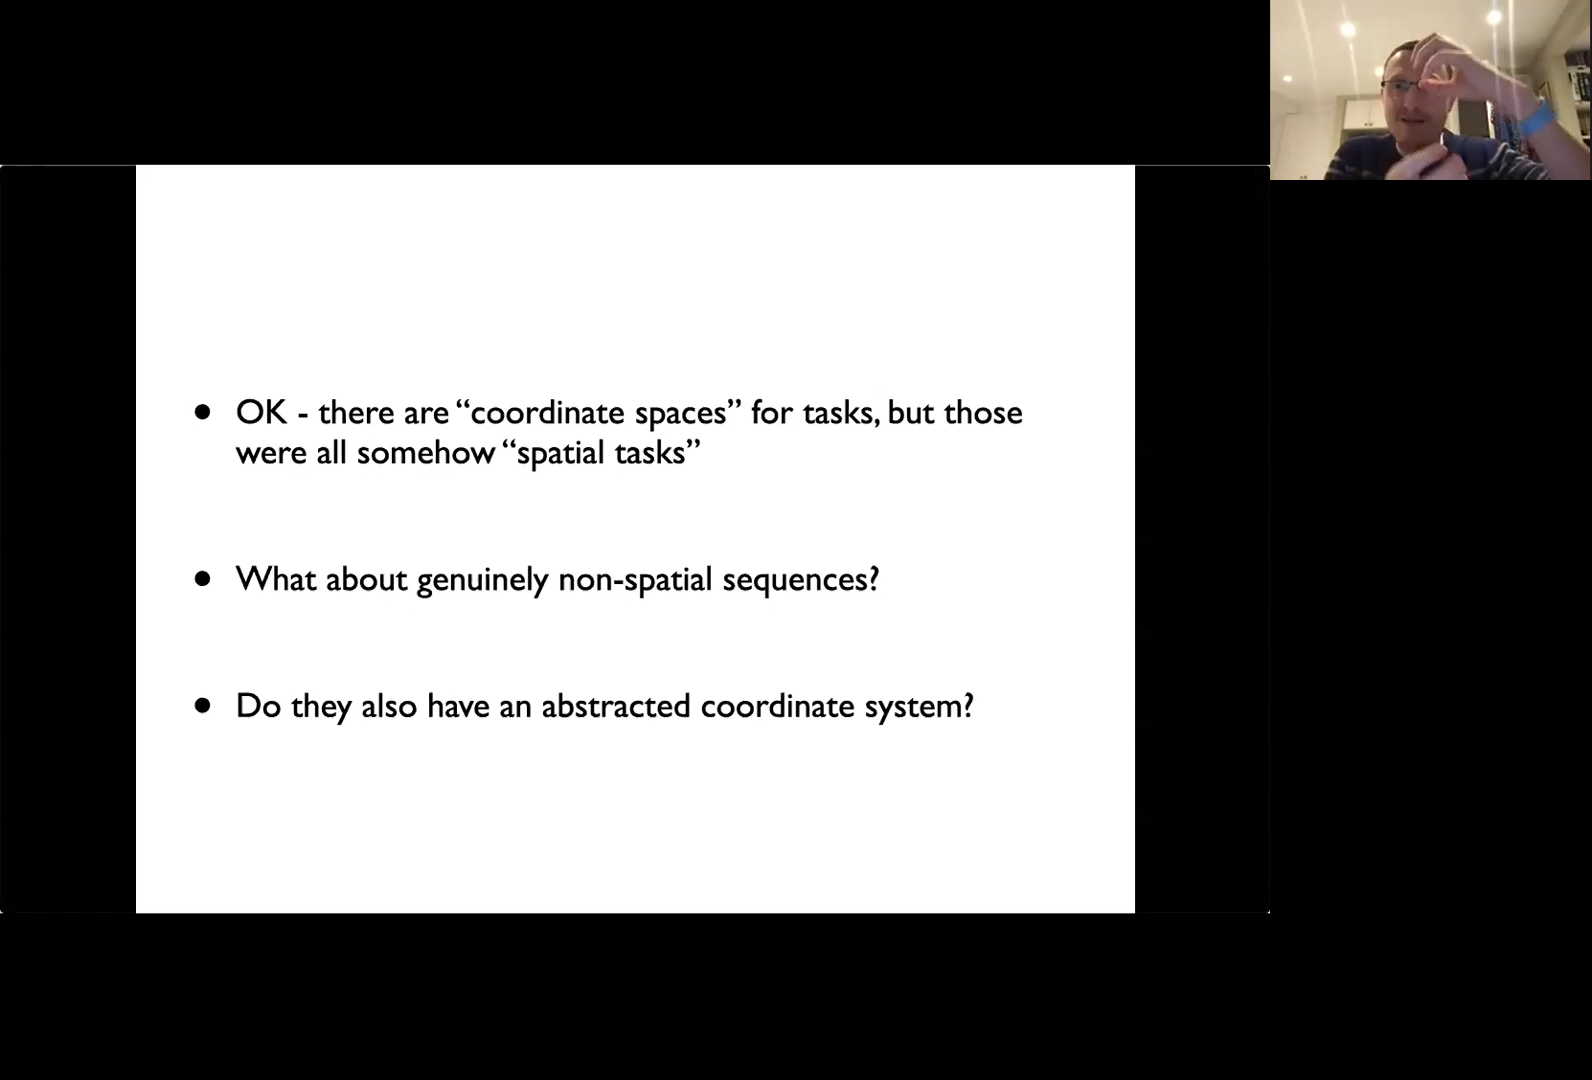 OK - there are “coordinate spaces” for tasks, but those
were all somehow “spatial tasks”
What about genuinely non-spatial sequences?
Do they also have an abstracted coordinate system?